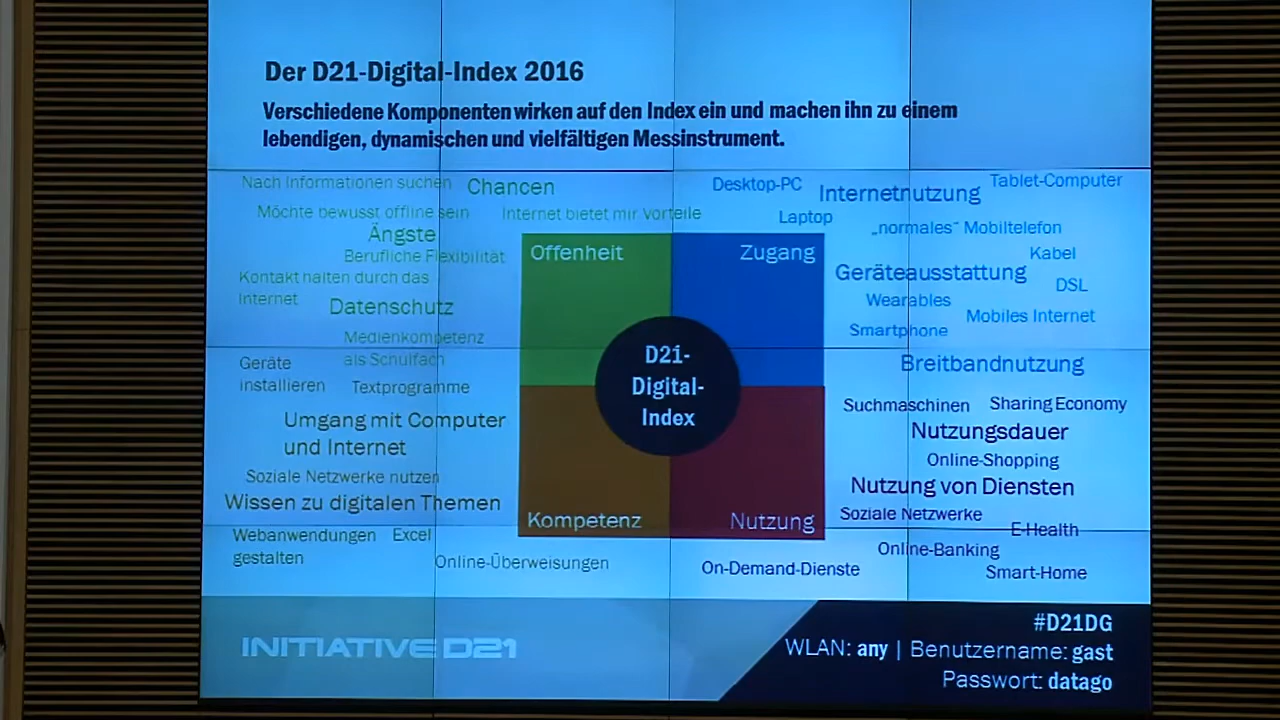 Der D21-Digital-Index 2016
Verschiedene Komponenten wirken auf den Index ein und machen ihn zu einem
lebendigen, dynamischen und vielfältigen Messinstrument.
Nach Informationen suchen
Chancen
Möchte bewusst offline sein
Internet bietet mir Vorteile
Ängste
Berufliche Flexibilität
Kontakt halten durch das
Internet
Datenschutz
Medienkompetenz
als Schulfach
Desktop-PC
Internetnutzung
Tablet-Computer
Laptop
„normales“ Mobiltelefon
Kabel
Geräteausstattung
DSL
Wearables
Mobiles Internet
Smartphone
Breitbandnutzung
Offenheit
Zugang
D21-
Digital-
Index
Kompetenz
Nutzung
Geräte
installieren
Textprogramme
Umgang mit Computer
und Internet
Soziale Netzwerke nutzen
Wissen zu digitalen Themen
Webanwendungen
gestalten
Excel
Online-Überweisungen
Suchmaschinen
Sharing Economy
Nutzungsdauer
Online-Shopping
Nutzung von Diensten
Soziale Netzwerke
E-Health
Online-Banking
On-Demand-Dienste
Smart-Home
INITIATIVE D21
#D21DG
WLAN: any | Benutzername: gast
Passwort: datago